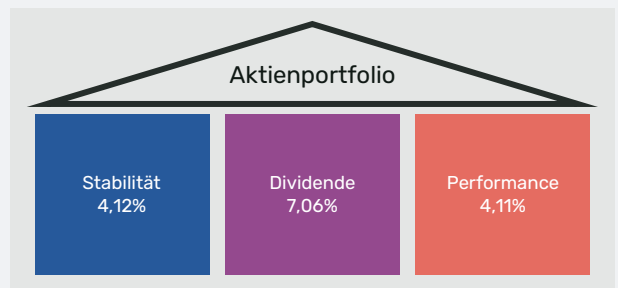 Aktienportfolio
Stabilität
4,12%
Dividende
7,06%
Performance
4,11%